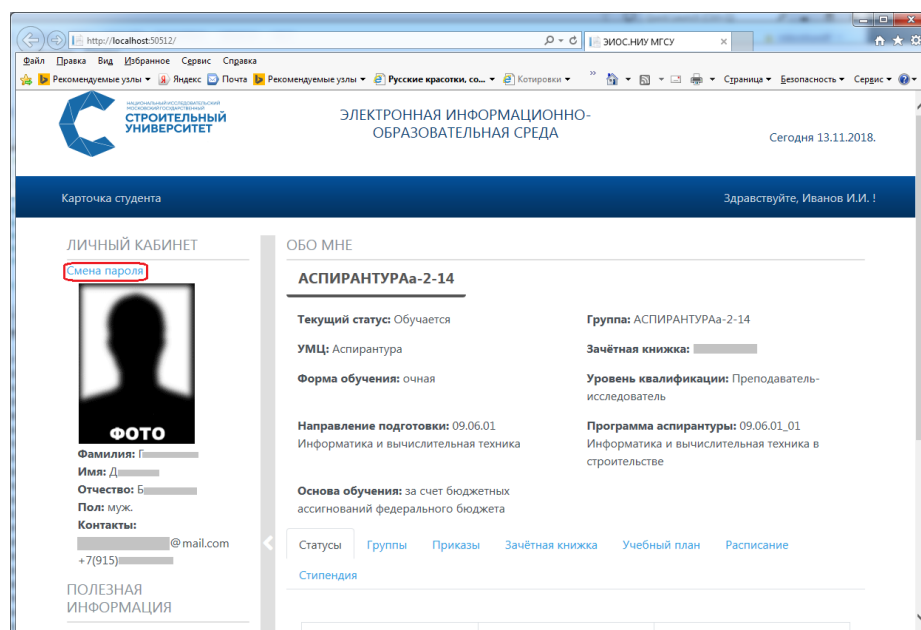 http://localhost:50512/
ЭИОС.НИУ МГСУ
Файл Правка Вид Избранное Сервис Справка
Рекомендуемые узлы Яндекс Почта Рекомендуемые узлы Русские красотки, со... Котировки Страница Безопасность Сервис
НАЦИОНАЛЬНЫЙ ИССЛЕДОВАТЕЛЬСКИЙ
МОСКОВСКИЙ ГОСУДАРСТВЕННЫЙ
СТРОИТЕЛЬНЫЙ
УНИВЕРСИТЕТ
ЭЛЕКТРОННАЯ ИНФОРМАЦИОННО-
ОБРАЗОВАТЕЛЬНАЯ СРЕДА
Сегодня 13.11.2018.
Карточка студента
Здравствуйте, Иванов И.И. !
ЛИЧНЫЙ КАБИНЕТ
Смена пароля
ФОТО
Фамилия: Г
Имя: Д
Отчество: Б
Пол: муж.
Контакты:
@mail.com
+7(915)
ПОЛЕЗНАЯ
ИНФОРМАЦИЯ
ОБО МНЕ
АСПИРАНТУРАа-2-14
Текущий статус: Обучается
Группа: АСПИРАНТУРАа-2-14
УМЦ: Аспирантура
Зачётная книжка:
Форма обучения: очная
Уровень квалификации: Преподаватель-
исследователь
Направление подготовки: 09.06.01
Информатика и вычислительная техника
Программа аспирантуры: 09.06.01_01
Информатика и вычислительная техника в
строительстве
Основа обучения: за счет бюджетных
ассигнований федерального бюджета
Статусы Группы Приказы Зачётная книжка Учебный план Расписание
Стипендия